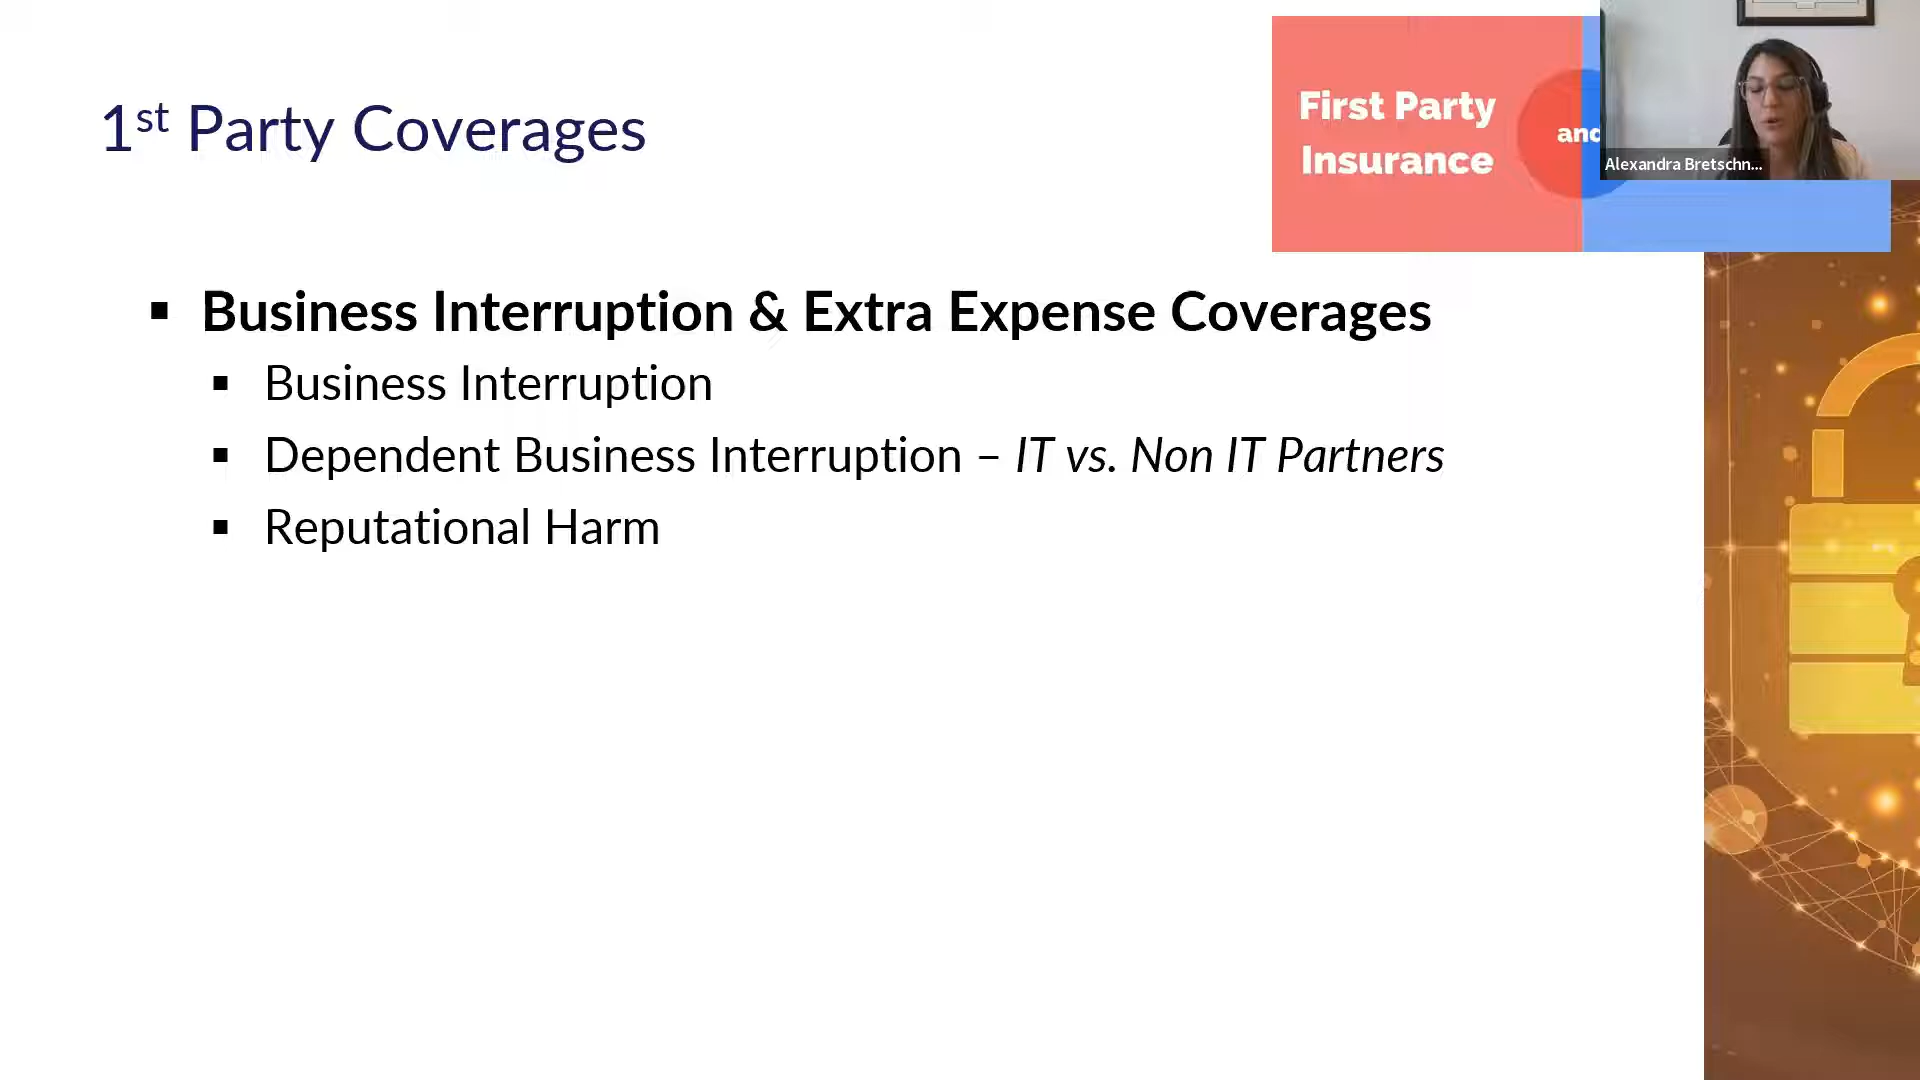 1st Party Coverages
First Party
Insurance
and
Alexandra Bretschn...
▪ Business Interruption & Extra Expense Coverages
▪ Business Interruption
▪ Dependent Business Interruption – IT vs. Non IT Partners
▪ Reputational Harm